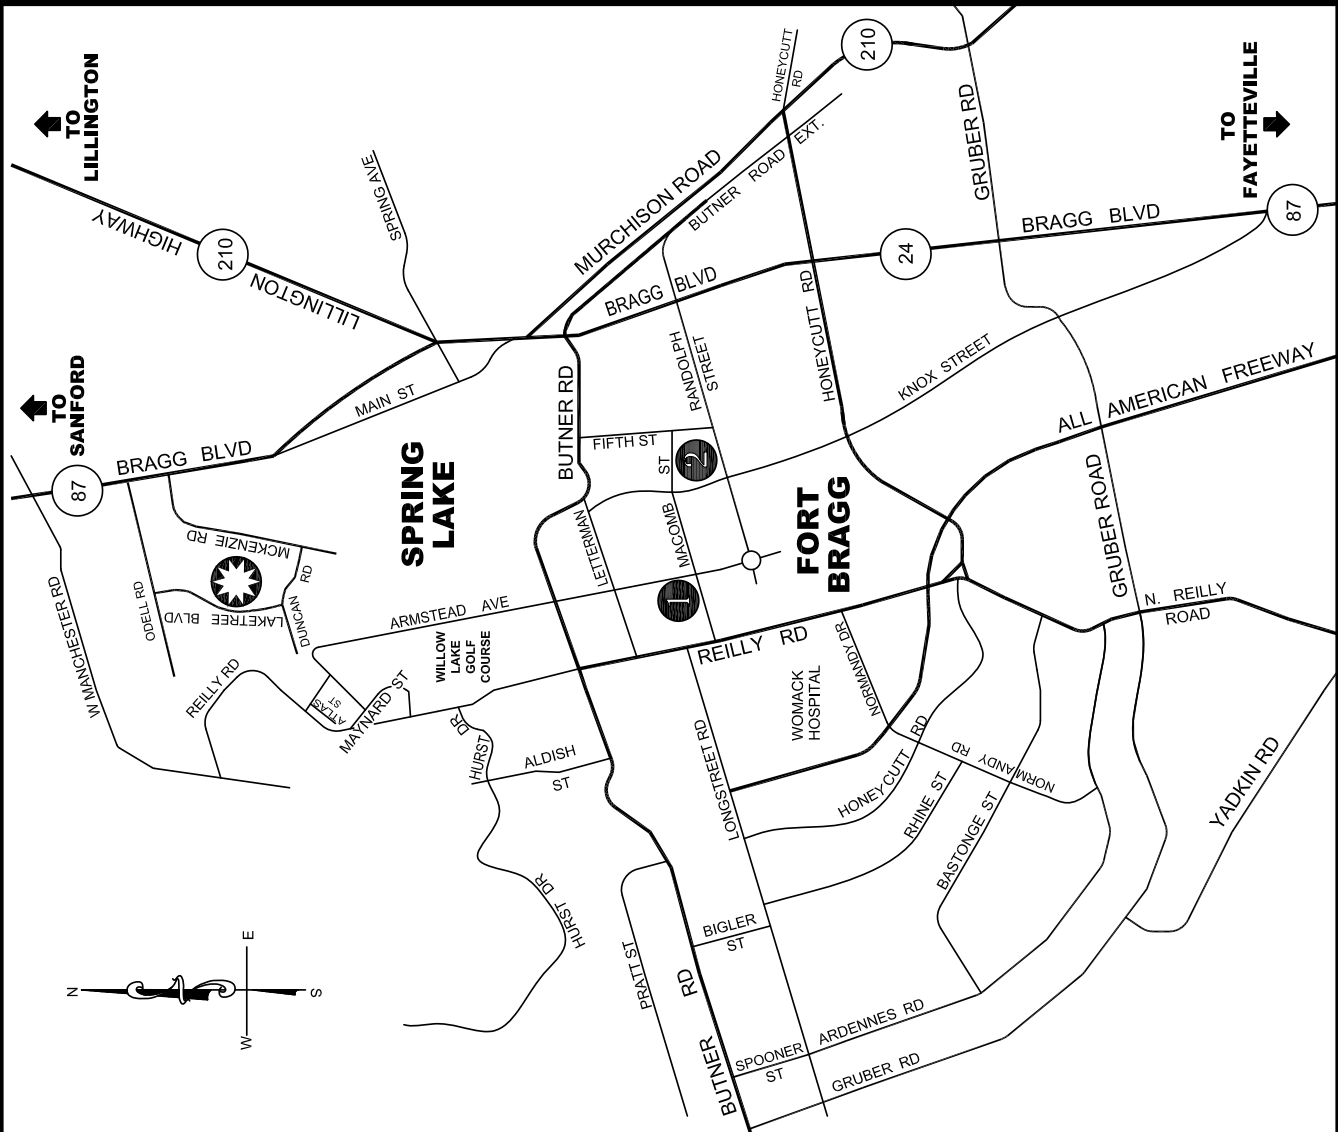 TO
LILLINGTON
HIGHWAY
210
LILLINGTON
SPRING AVE
TO
SANFORD
87
BRAGG BLVD
MAIN ST
MURCHISON ROAD
HONEYCUTT
RD
210
BUTNER ROAD EXT.
GRUBER RD
TO
FAYETTEVILLE
87
BRAGG BLVD
24
BRAGG BLVD
RANDOLPH
STREET
HONEYCUTT RD
KNOX STREET
ALL AMERICAN FREEWAY
GRUBER ROAD
BUTNER RD
FIFTH ST
2
MACOMB ST
LETTERMAN
1
SPRING
LAKE
FORT
BRAGG
W MANCHESTER RD
ODELL RD
MCKENZIE RD
LAKETREE BLVD
DUNCAN RD
REILLY RD
ATLAS
ST
MAYNARD ST
ARMSTEAD AVE
WILLOW
LAKE
GOLF
COURSE
REILLY RD
N. REILLY
ROAD
WOMACK
HOSPITAL
NORMANDY DR
NORMANDY RD
HURST DR
ALDISH
ST
LONGSTREET RD
HONEYCUTT RD
RHINE ST
BASTONGE ST
YADKIN RD
HURST DR
PRATT ST
BIGLER
ST
BUTNER RD
SPOONER
ST
ARDENNES RD
GRUBER RD
N
E
S
W